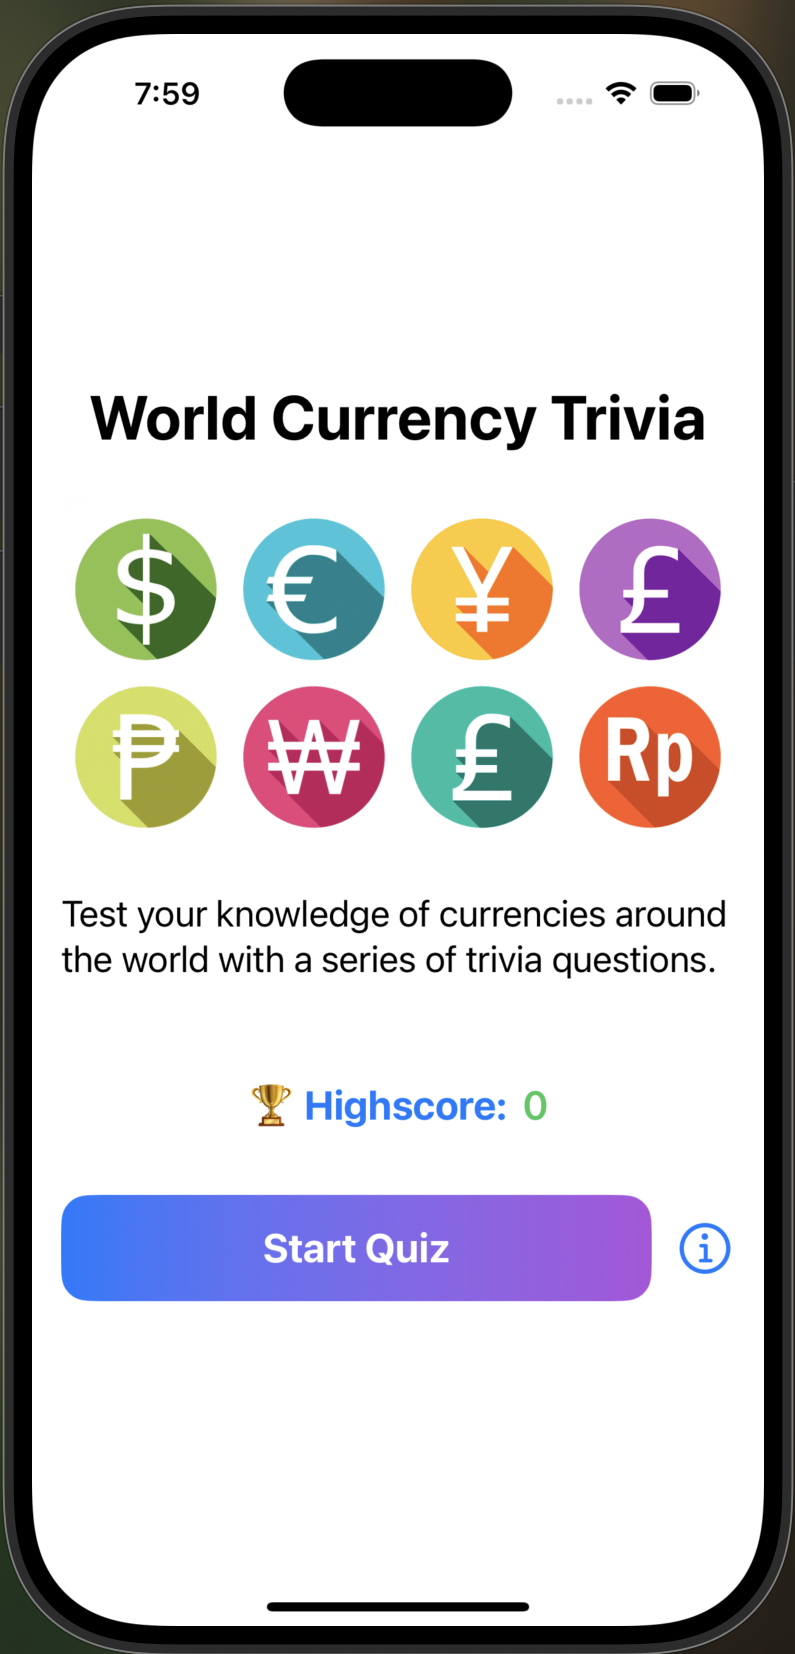 7:59
World Currency Trivia
$ € ¥ £
₱ ₩ ₤ Rp
Test your knowledge of currencies around
the world with a series of trivia questions.
🏆 Highscore: 0
Start Quiz